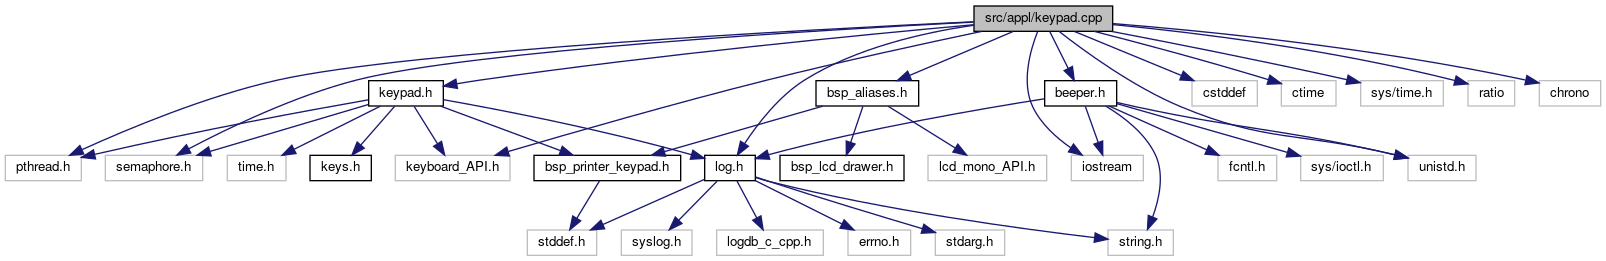 src/appl/keypad.cpp
keypad.h
bsp_aliases.h
beeper.h
cstddef
ctime
sys/time.h
ratio
chrono
pthread.h
semaphore.h
time.h
keys.h
keyboard_API.h
bsp_printer_keypad.h
log.h
bsp_lcd_drawer.h
lcd_mono_API.h
iostream
fcntl.h
sys/ioctl.h
unistd.h
stddef.h
syslog.h
logdb_c_cpp.h
errno.h
stdarg.h
string.h